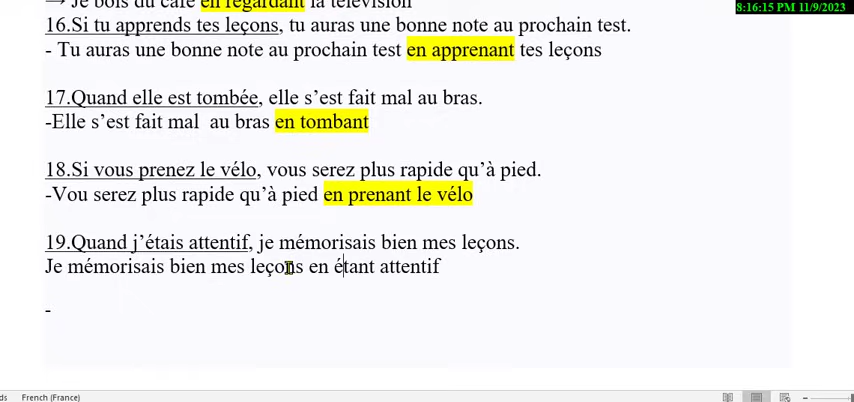 → Je bois du café en regardant la télévision
16.Si tu apprends tes leçons, tu auras une bonne note au prochain test.
- Tu auras une bonne note au prochain test en apprenant tes leçons
17.Quand elle est tombée, elle s’est fait mal au bras.
-Elle s’est fait mal  au bras en tombant
18.Si vous prenez le vélo, vous serez plus rapide qu’à pied.
-Vou serez plus rapide qu’à pied en prenant le vélo
19.Quand j’étais attentif, je mémorisais bien mes leçons.
Je mémorisais bien mes leçons en étant attentif
-
8:16:15 PM 11/9/2023
ds French (France)